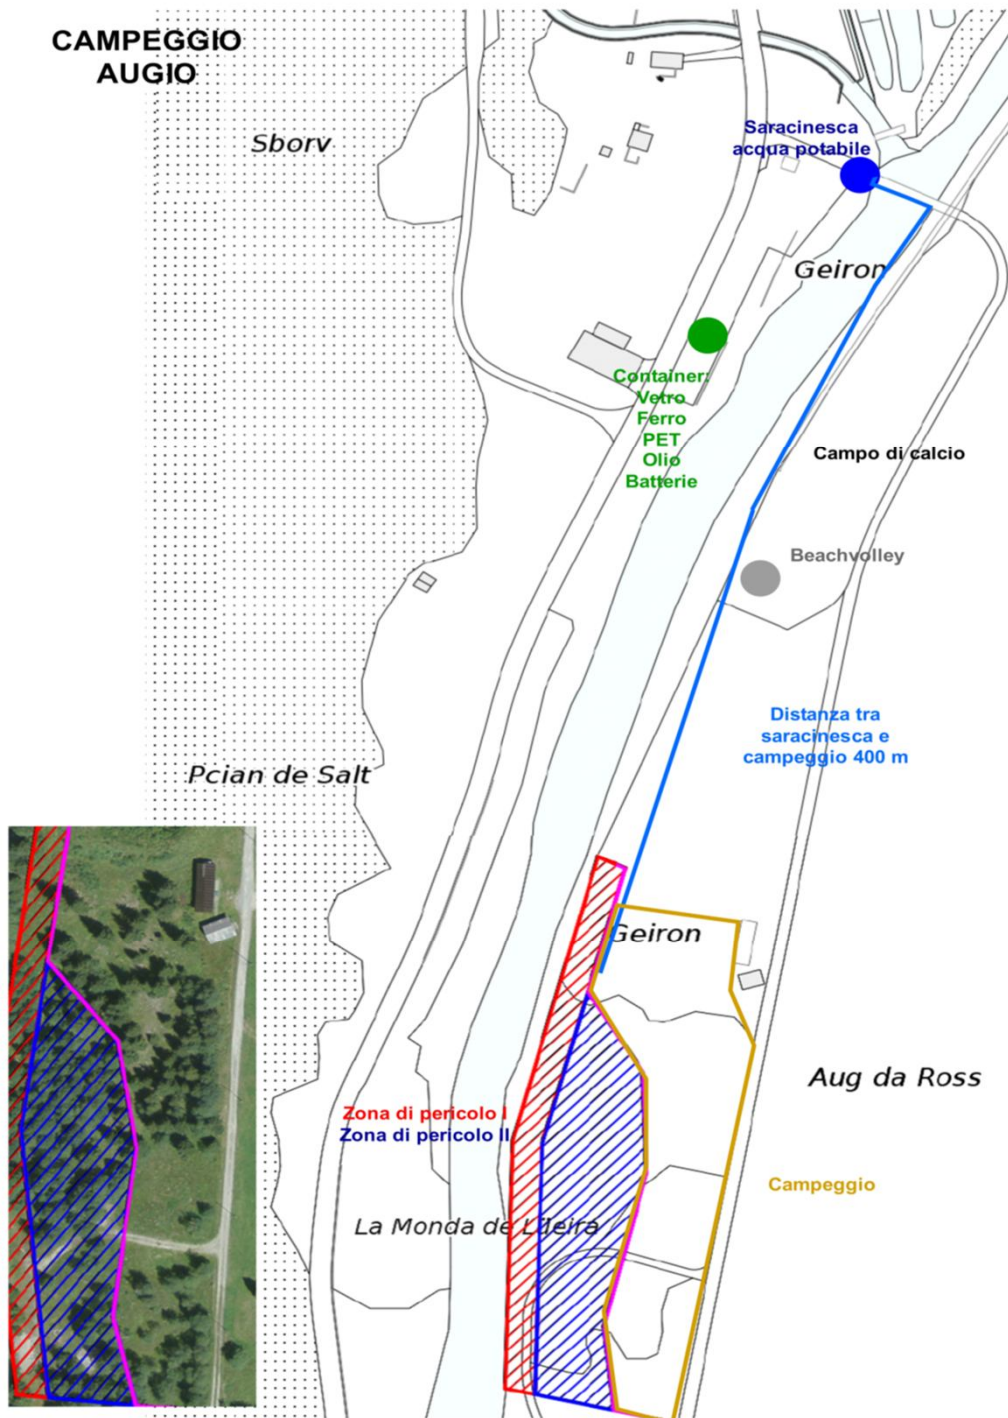 CAMPEGGIO
AUGIO
Sborv
Saracinesca
acqua potabile
Geiron
Container:
Vetro
Ferro
PET
Olio
Batterie
Campo di calcio
Beachvolley
Distanza tra
saracinesca e
campeggio 400 m
Pcian de Salt
Geiron
Aug da Ross
Zona di pericolo I
Zona di pericolo II
Campeggio
La Monda de L'leira